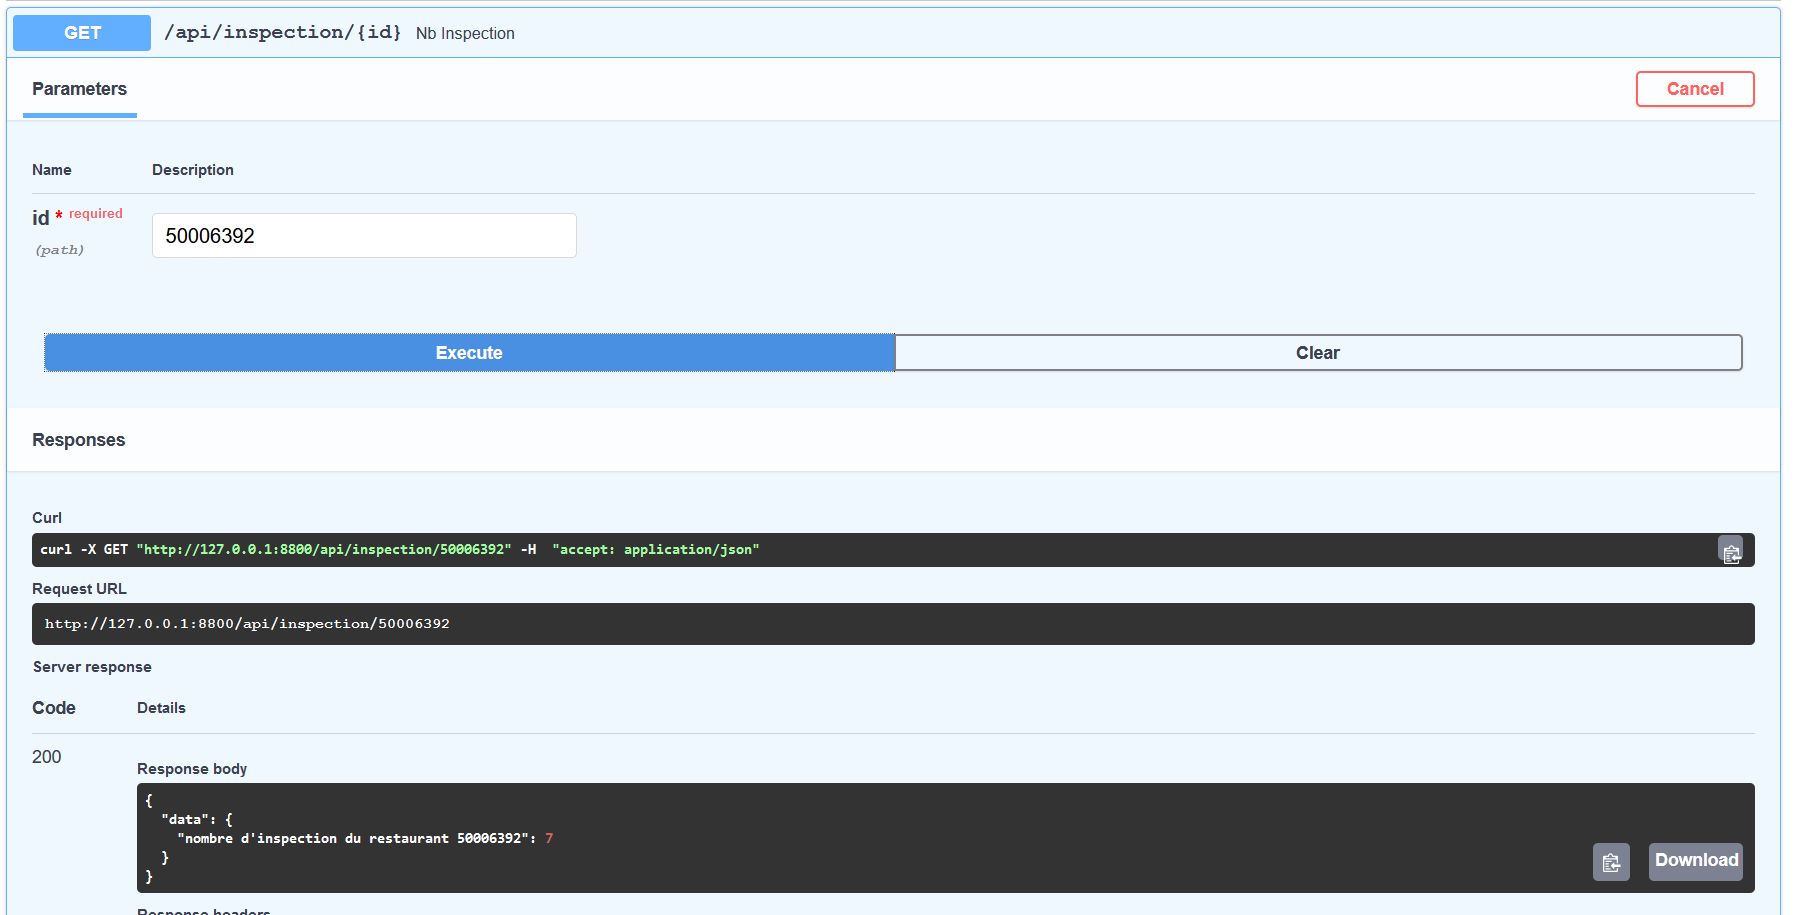 GET /api/inspection/{id} Nb Inspection
Parameters
Cancel
Name Description
id * required
50006392
(path)
Execute Clear
Responses
Curl
curl -X GET "http://127.0.0.1:8800/api/inspection/50006392" -H  "accept: application/json"
Request URL
http://127.0.0.1:8800/api/inspection/50006392
Server response
Code Details
200
Response body
{
  "data": {
    "nombre d'inspection du restaurant 50006392": 7
  }
}
Download
Response headers